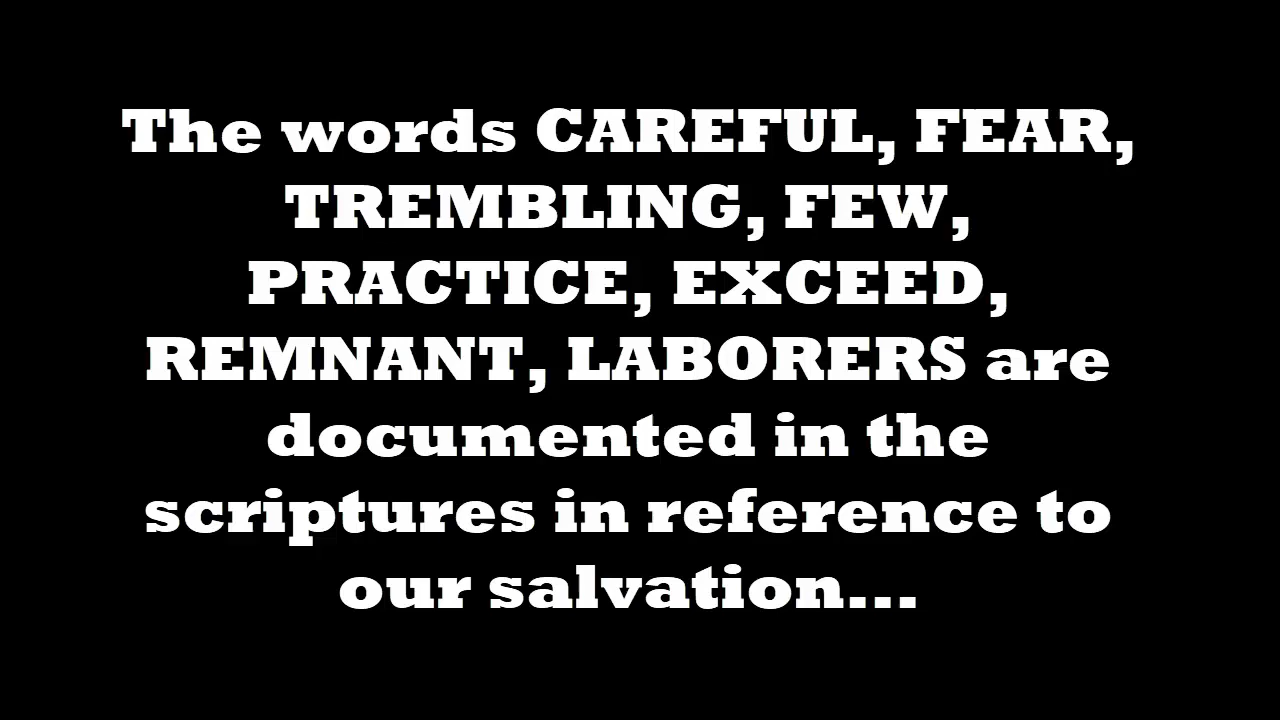 The words CAREFUL, FEAR,
TREMBLING, FEW,
PRACTICE, EXCEED,
REMNANT, LABORERS are
documented in the
scriptures in reference to
our salvation...